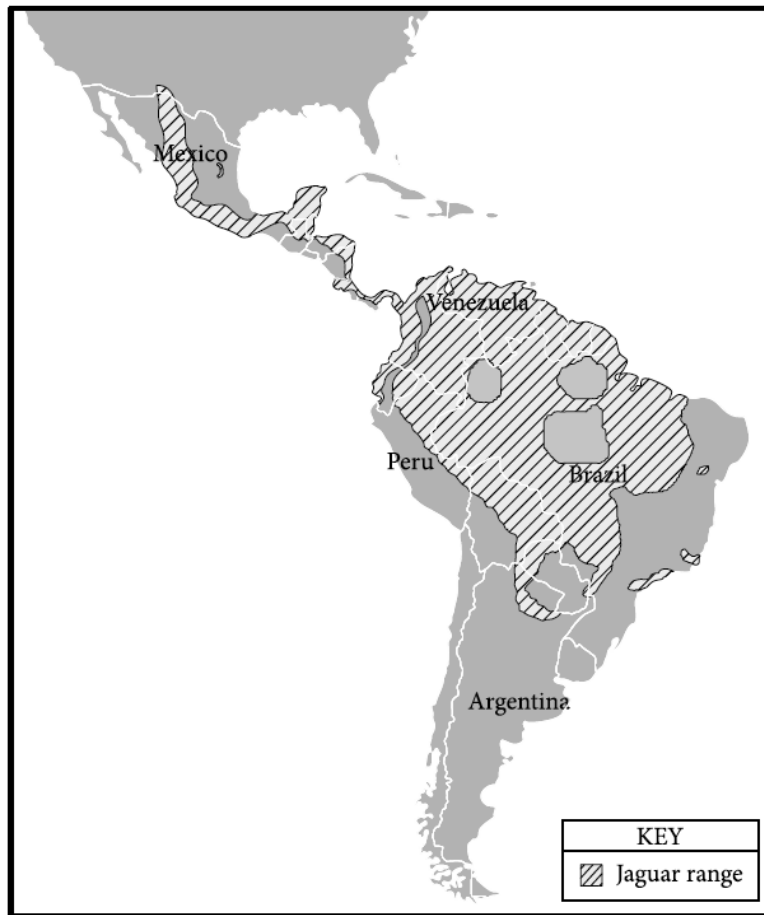 Mexico
Venezuela
Peru
Brazil
Argentina
KEY
Jaguar range